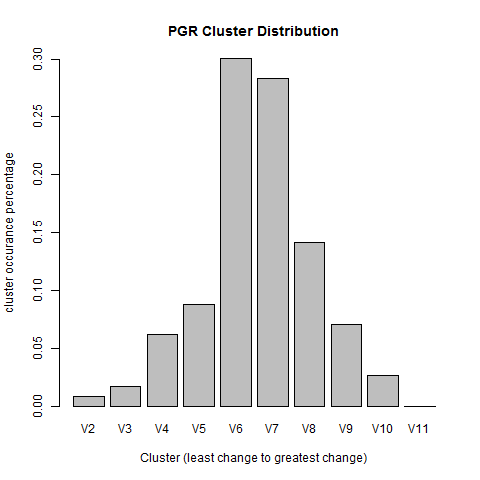 PGR Cluster Distribution
cluster occurance percentage
0.30
0.25
0.20
0.15
0.10
0.05
0.00
V2 V3 V4 V5 V6 V7 V8 V9 V10 V11
Cluster (least change to greatest change)